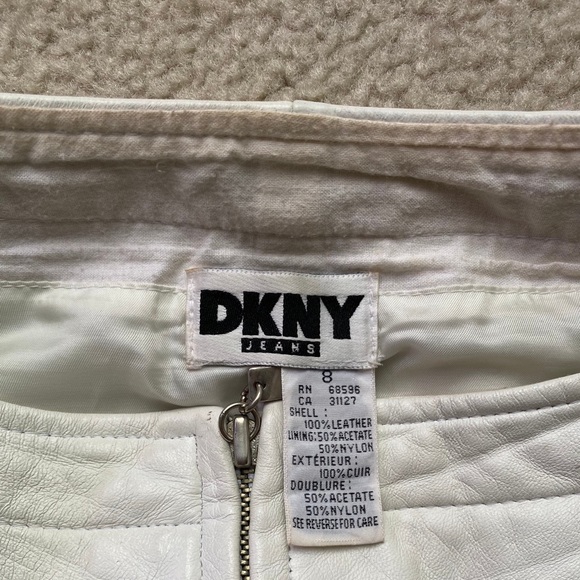 DKNY
JEANS
8
RN 68596
CA 31127
SHELL :
100%LEATHER
LINING:50%ACETATE
50%NYLON
EXTÉRIEUR:
100%CUIR
DOUBLURE:
50%ACETATE
50%NYLON
SEE REVERSE FOR CARE